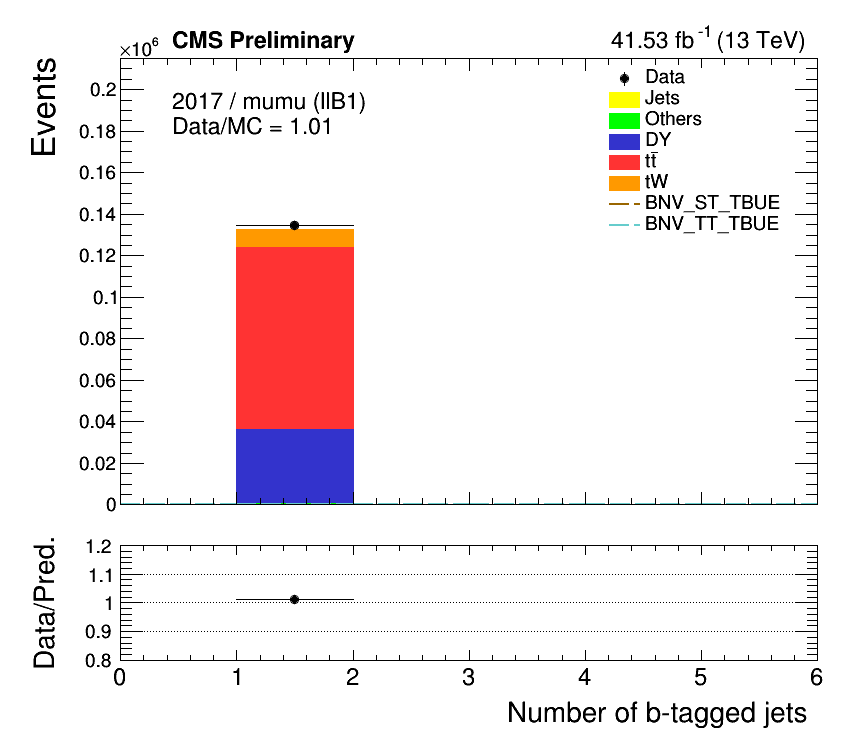 ×10⁶ CMS Preliminary 41.53 fb⁻¹ (13 TeV)
Events
2017 / mumu (llB1)
Data/MC = 1.01
Data
Jets
Others
DY
tt̄
tW
BNV_ST_TBUE
BNV_TT_TBUE
0.2
0.18
0.16
0.14
0.12
0.1
0.08
0.06
0.04
0.02
0
Data/Pred.
1.2
1.1
1
0.9
0.8
0 1 2 3 4 5 6
Number of b-tagged jets